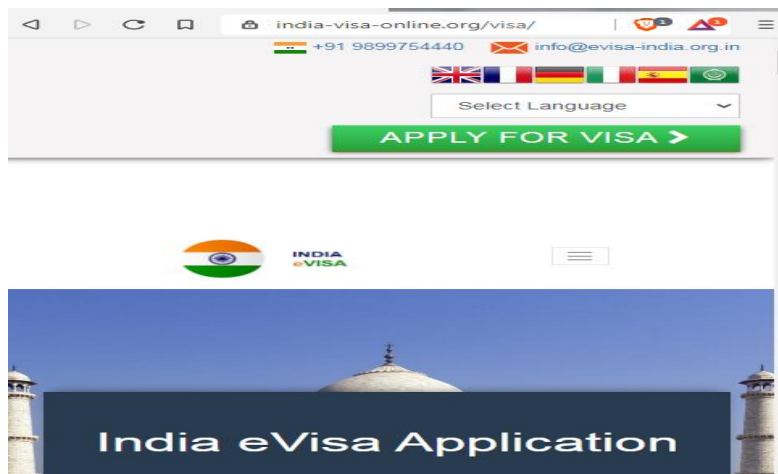 india-visa-online.org/visa/
+91 9899754440 info@evisa-india.org.in
Select Language
APPLY FOR VISA
INDIA
eVISA
India eVisa Application